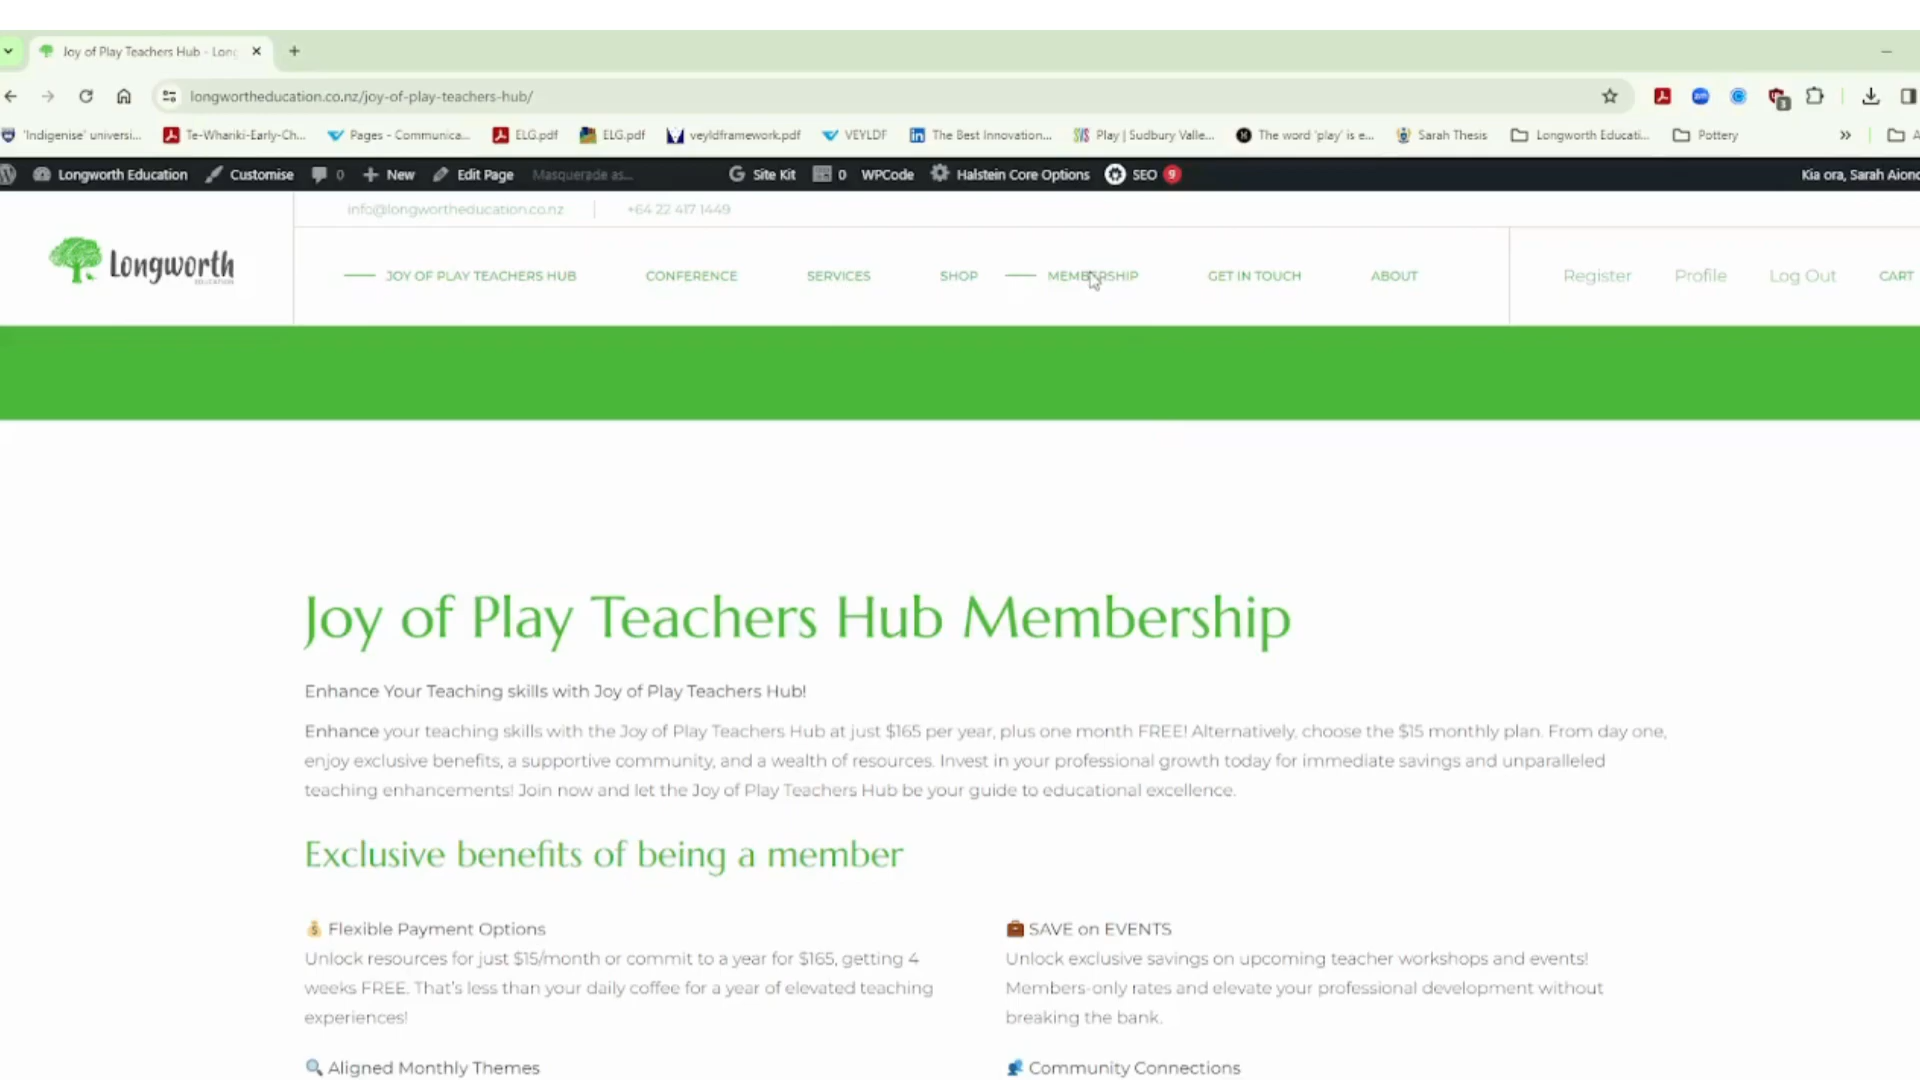 Joy of Play Teachers Hub - Long
longwortheducation.co.nz/joy-of-play-teachers-hub/
'Indigenise' universi... Te-Whariki-Early-Ch... Pages - Communica... ELG.pdf ELG.pdf veyldframework.pdf VEYLDF The Best Innovation... Play | Sudbury Valle... The word 'play' is e... Sarah Thesis Longworth Educati... Pottery
Longworth Education Customise 0 New Edit Page Masquerade as... Site Kit 0 WPCode Halstein Core Options SEO 9 Kia ora, Sarah Aiono
info@longwortheducation.co.nz +64 22 417 1449
Longworth
EDUCATION
JOY OF PLAY TEACHERS HUB CONFERENCE SERVICES SHOP MEMBERSHIP GET IN TOUCH ABOUT Register Profile Log Out CART
Joy of Play Teachers Hub Membership
Enhance Your Teaching skills with Joy of Play Teachers Hub!
Enhance your teaching skills with the Joy of Play Teachers Hub at just $165 per year, plus one month FREE! Alternatively, choose the $15 monthly plan. From day one,
enjoy exclusive benefits, a supportive community, and a wealth of resources. Invest in your professional growth today for immediate savings and unparalleled
teaching enhancements! Join now and let the Joy of Play Teachers Hub be your guide to educational excellence.
Exclusive benefits of being a member
Flexible Payment Options
Unlock resources for just $15/month or commit to a year for $165, getting 4
weeks FREE. That's less than your daily coffee for a year of elevated teaching
experiences!
SAVE on EVENTS
Unlock exclusive savings on upcoming teacher workshops and events!
Members-only rates and elevate your professional development without
breaking the bank.
Aligned Monthly Themes
Community Connections